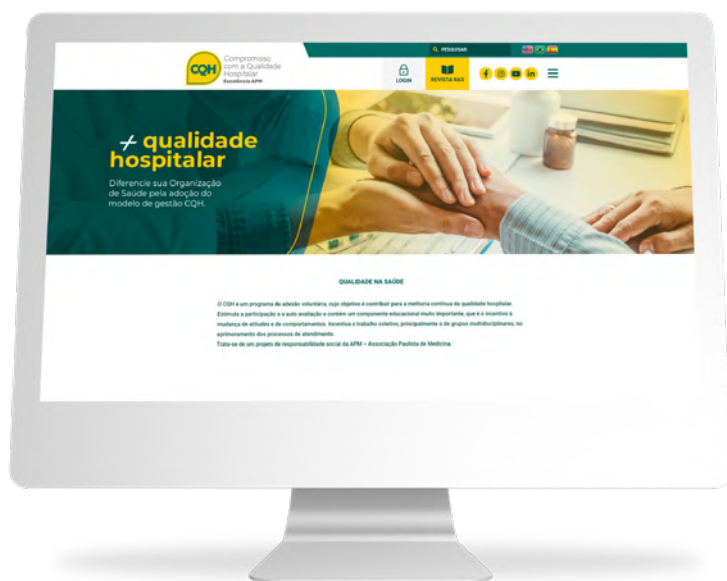 PESQUISAR
CQH
Compromisso
com a Qualidade
Hospitalar
Excelência APM
LOGIN
REVISTA RAS
+ qualidade
hospitalar
Diferencie sua Organização
de Saúde pela adoção do
modelo de gestão CQH.
QUALIDADE NA SAÚDE
O CQH é um programa de adesão voluntária, cujo objetivo é contribuir para a melhoria contínua da qualidade hospitalar.
Estimula a participação e a auto avaliação e contém um componente educacional muito importante, que é o incentivo à
mudança de atitudes e de comportamentos. Incentiva o trabalho coletivo, principalmente o de grupos multidisciplinares, no
aprimoramento dos processos de atendimento.
Trata-se de um projeto de responsabilidade social da APM – Associação Paulista de Medicina.